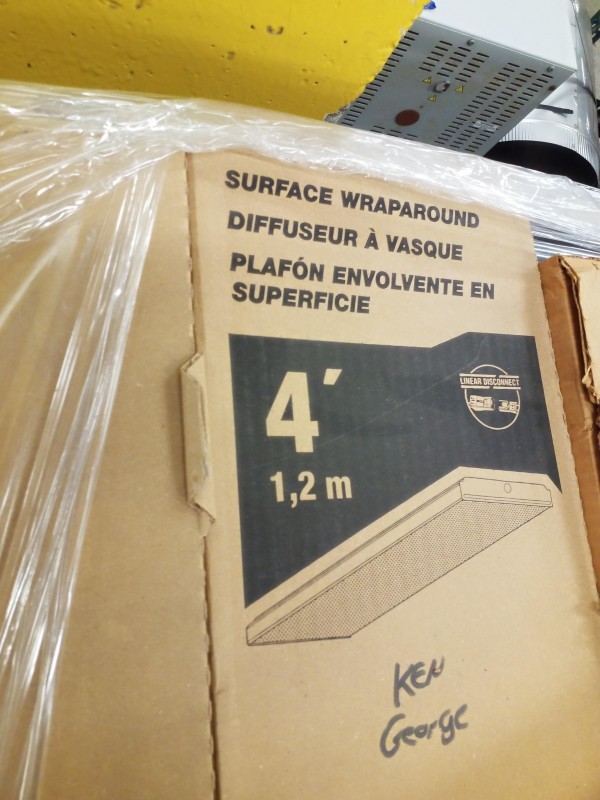 SURFACE WRAPAROUND
DIFFUSEUR À VASQUE
PLAFÓN ENVOLVENTE EN
SUPERFICIE
4′
1,2 m
LINEAR DISCONNECT
KEN
George